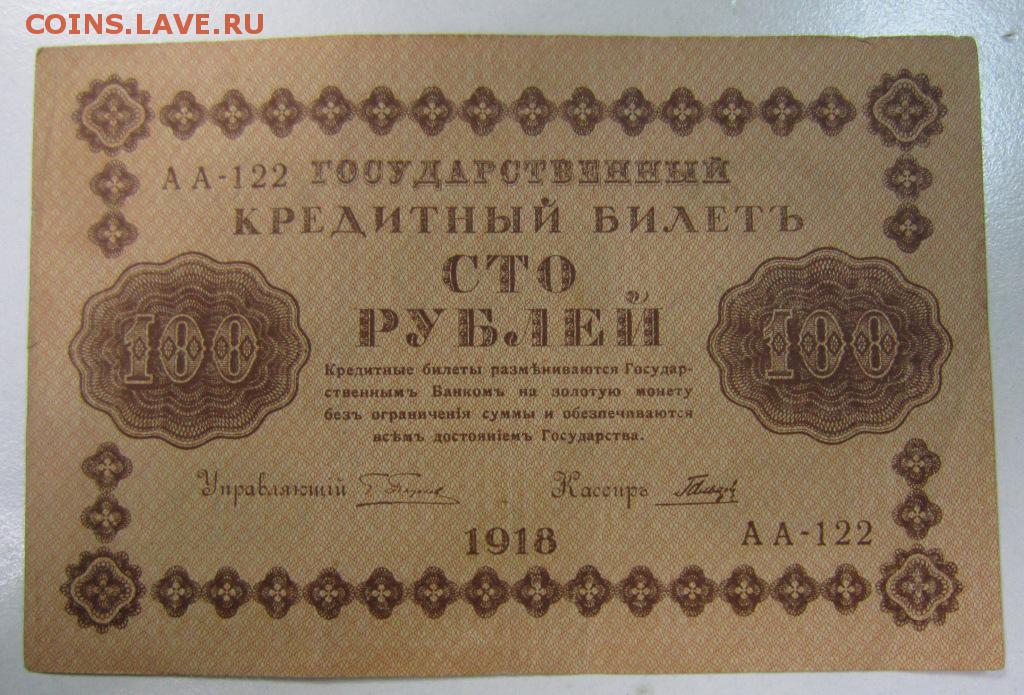 COINS.LAVE.RU
АА-122 ГОСУДАРСТВЕННЫЙ
КРЕДИТНЫЙ БИЛЕТЪ
СТО
РУБЛЕЙ
100
100
Кредитные билеты размѣниваются Государ-
ственнымъ Банкомъ на золотую монету
безъ ограниченія суммы и обезпечиваются
всѣмъ достояніемъ Государства.
Управляющій
Кассиръ
1918
АА-122